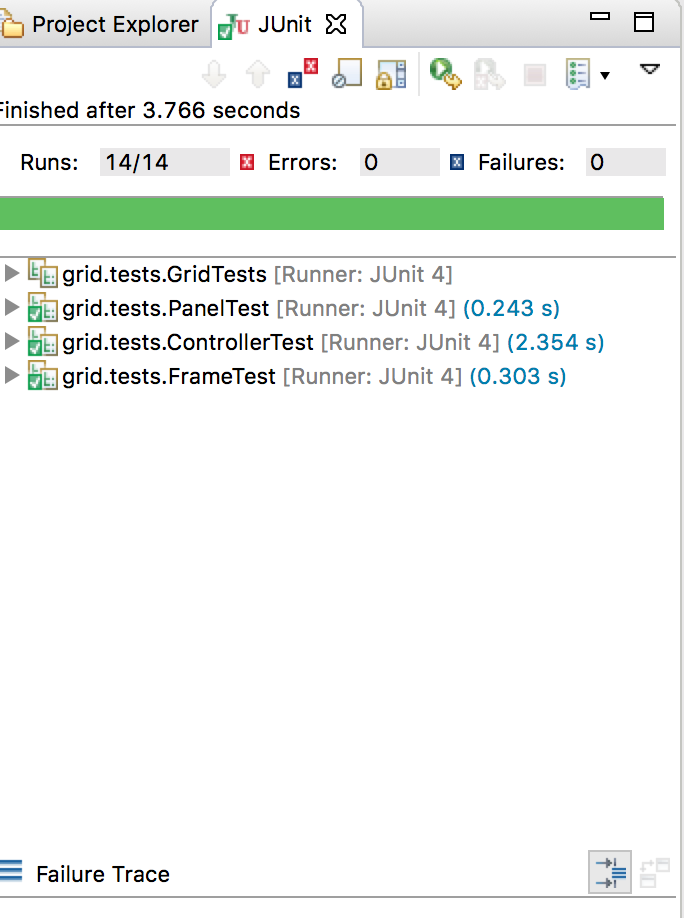 Project Explorer JUnit
Finished after 3.766 seconds
Runs: 14/14 Errors: 0 Failures: 0
grid.tests.GridTests [Runner: JUnit 4]
grid.tests.PanelTest [Runner: JUnit 4] (0.243 s)
grid.tests.ControllerTest [Runner: JUnit 4] (2.354 s)
grid.tests.FrameTest [Runner: JUnit 4] (0.303 s)
Failure Trace